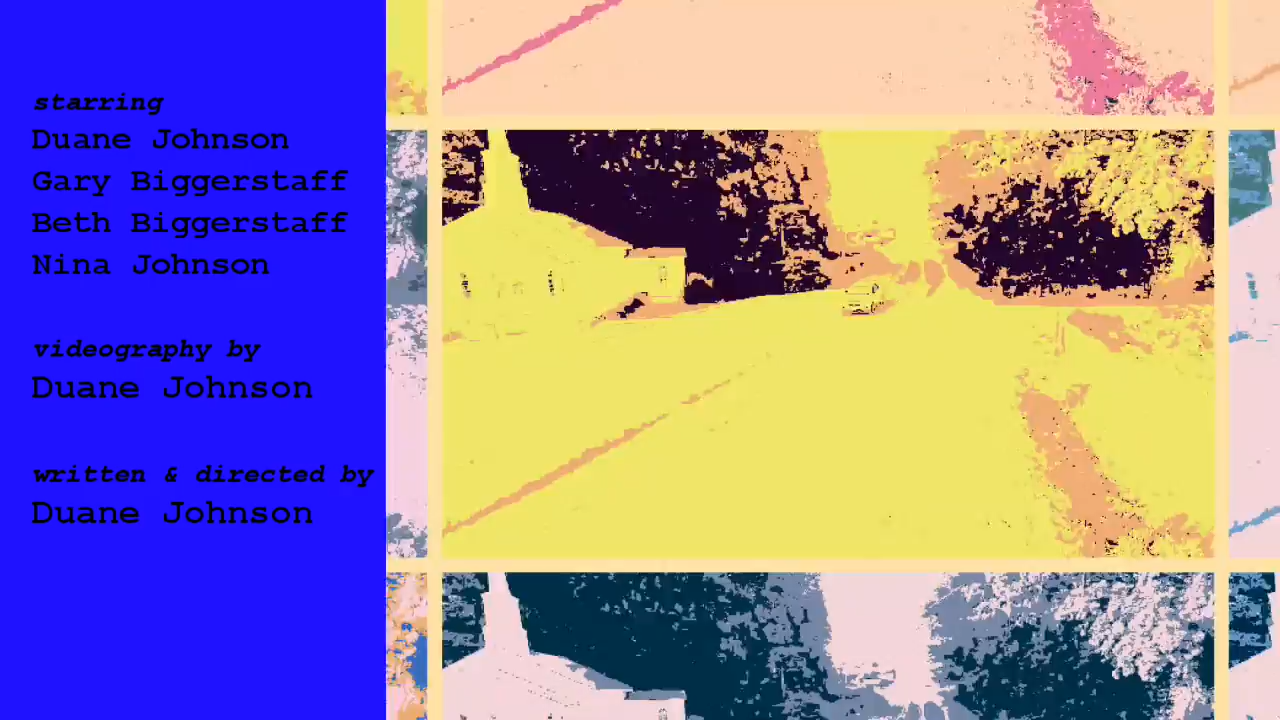 starring
Duane Johnson
Gary Biggerstaff
Beth Biggerstaff
Nina Johnson
videography by
Duane Johnson
written & directed by
Duane Johnson